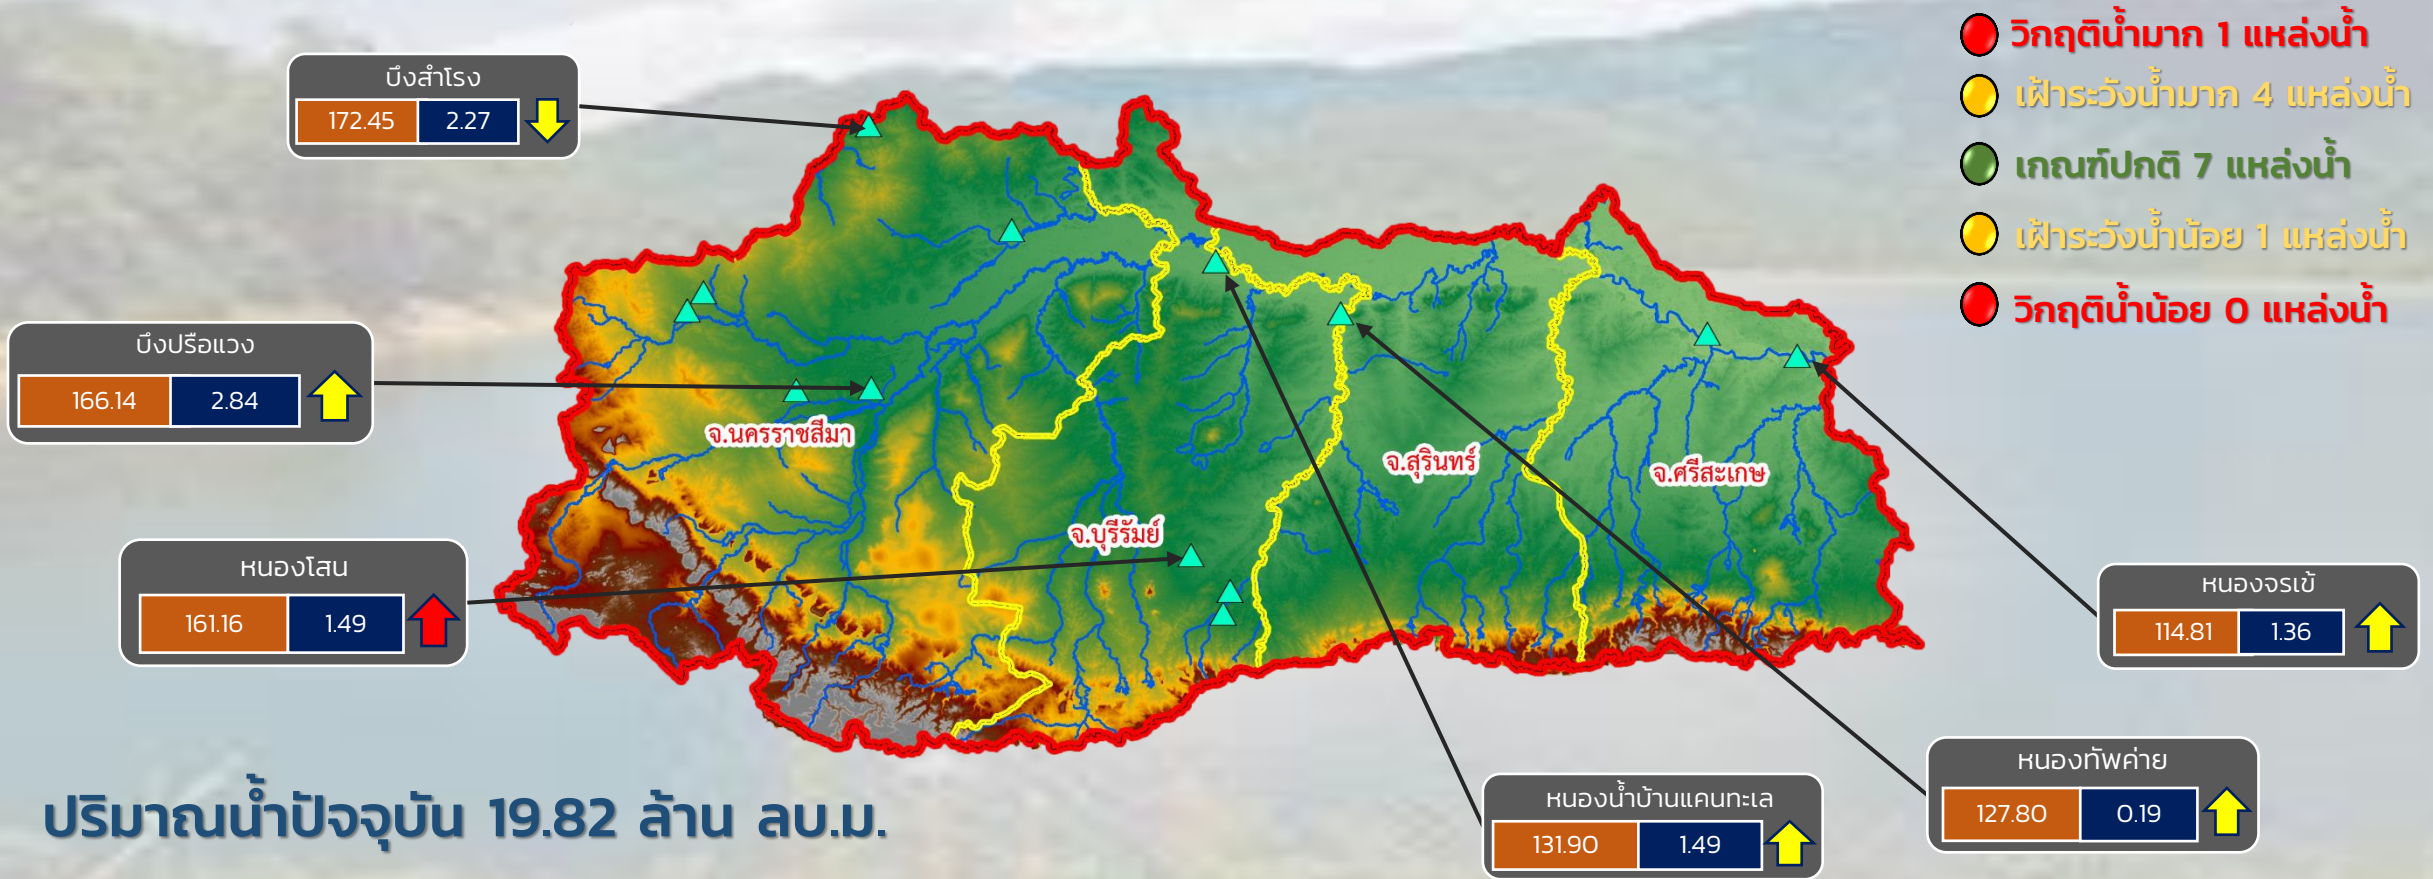 วิกฤติน้ำมาก 1 แหล่งน้ำ
เฝ้าระวังน้ำมาก 4 แหล่งน้ำ
เกณฑ์ปกติ 7 แหล่งน้ำ
เฝ้าระวังน้ำน้อย 1 แหล่งน้ำ
วิกฤติน้ำน้อย 0 แหล่งน้ำ
บึงสำโรง
172.45 2.27
บึงปรือแวง
166.14 2.84
จ.นครราชสีมา
จ.สุรินทร์
จ.ศรีสะเกษ
จ.บุรีรัมย์
หนองโสน
161.16 1.49
หนองจรเข้
114.81 1.36
หนองทัพค่าย
127.80 0.19
หนองน้ำบ้านแคนทะเล
131.90 1.49
ปริมาณน้ำปัจจุบัน 19.82 ล้าน ลบ.ม.